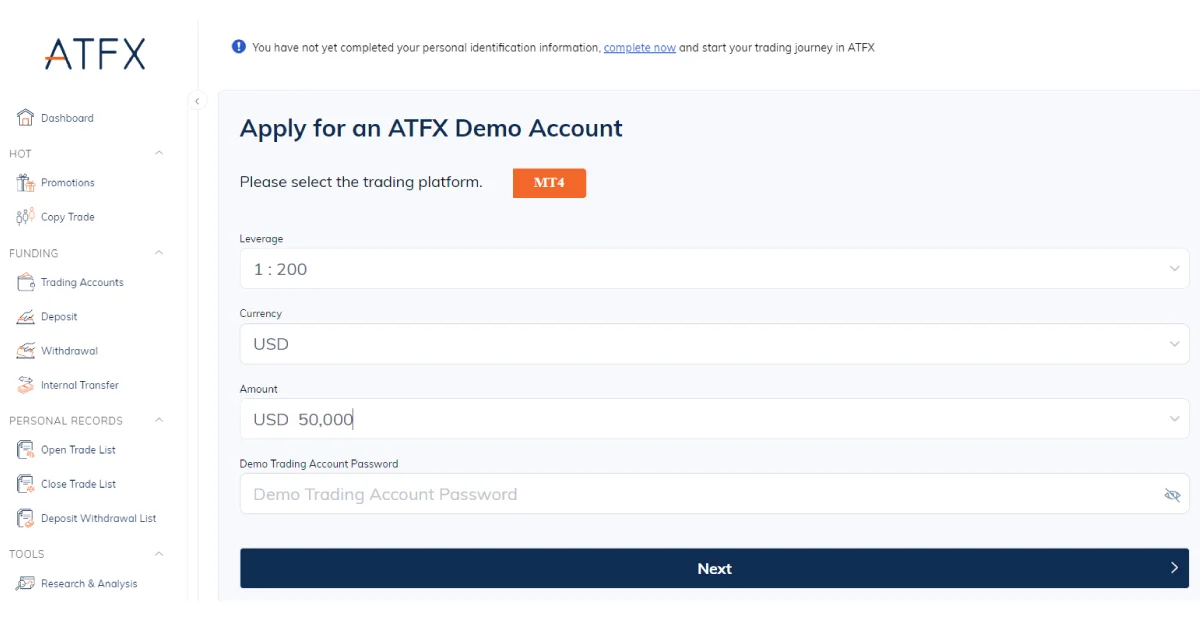 ATFX
You have not yet completed your personal identification information, complete now and start your trading journey in ATFX
Dashboard
HOT
Promotions
Copy Trade
FUNDING
Trading Accounts
Deposit
Withdrawal
Internal Transfer
PERSONAL RECORDS
Open Trade List
Close Trade List
Deposit Withdrawal List
TOOLS
Research & Analysis
Apply for an ATFX Demo Account
Please select the trading platform. MT4
Leverage
1 : 200
Currency
USD
Amount
USD 50,000
Demo Trading Account Password
Demo Trading Account Password
Next